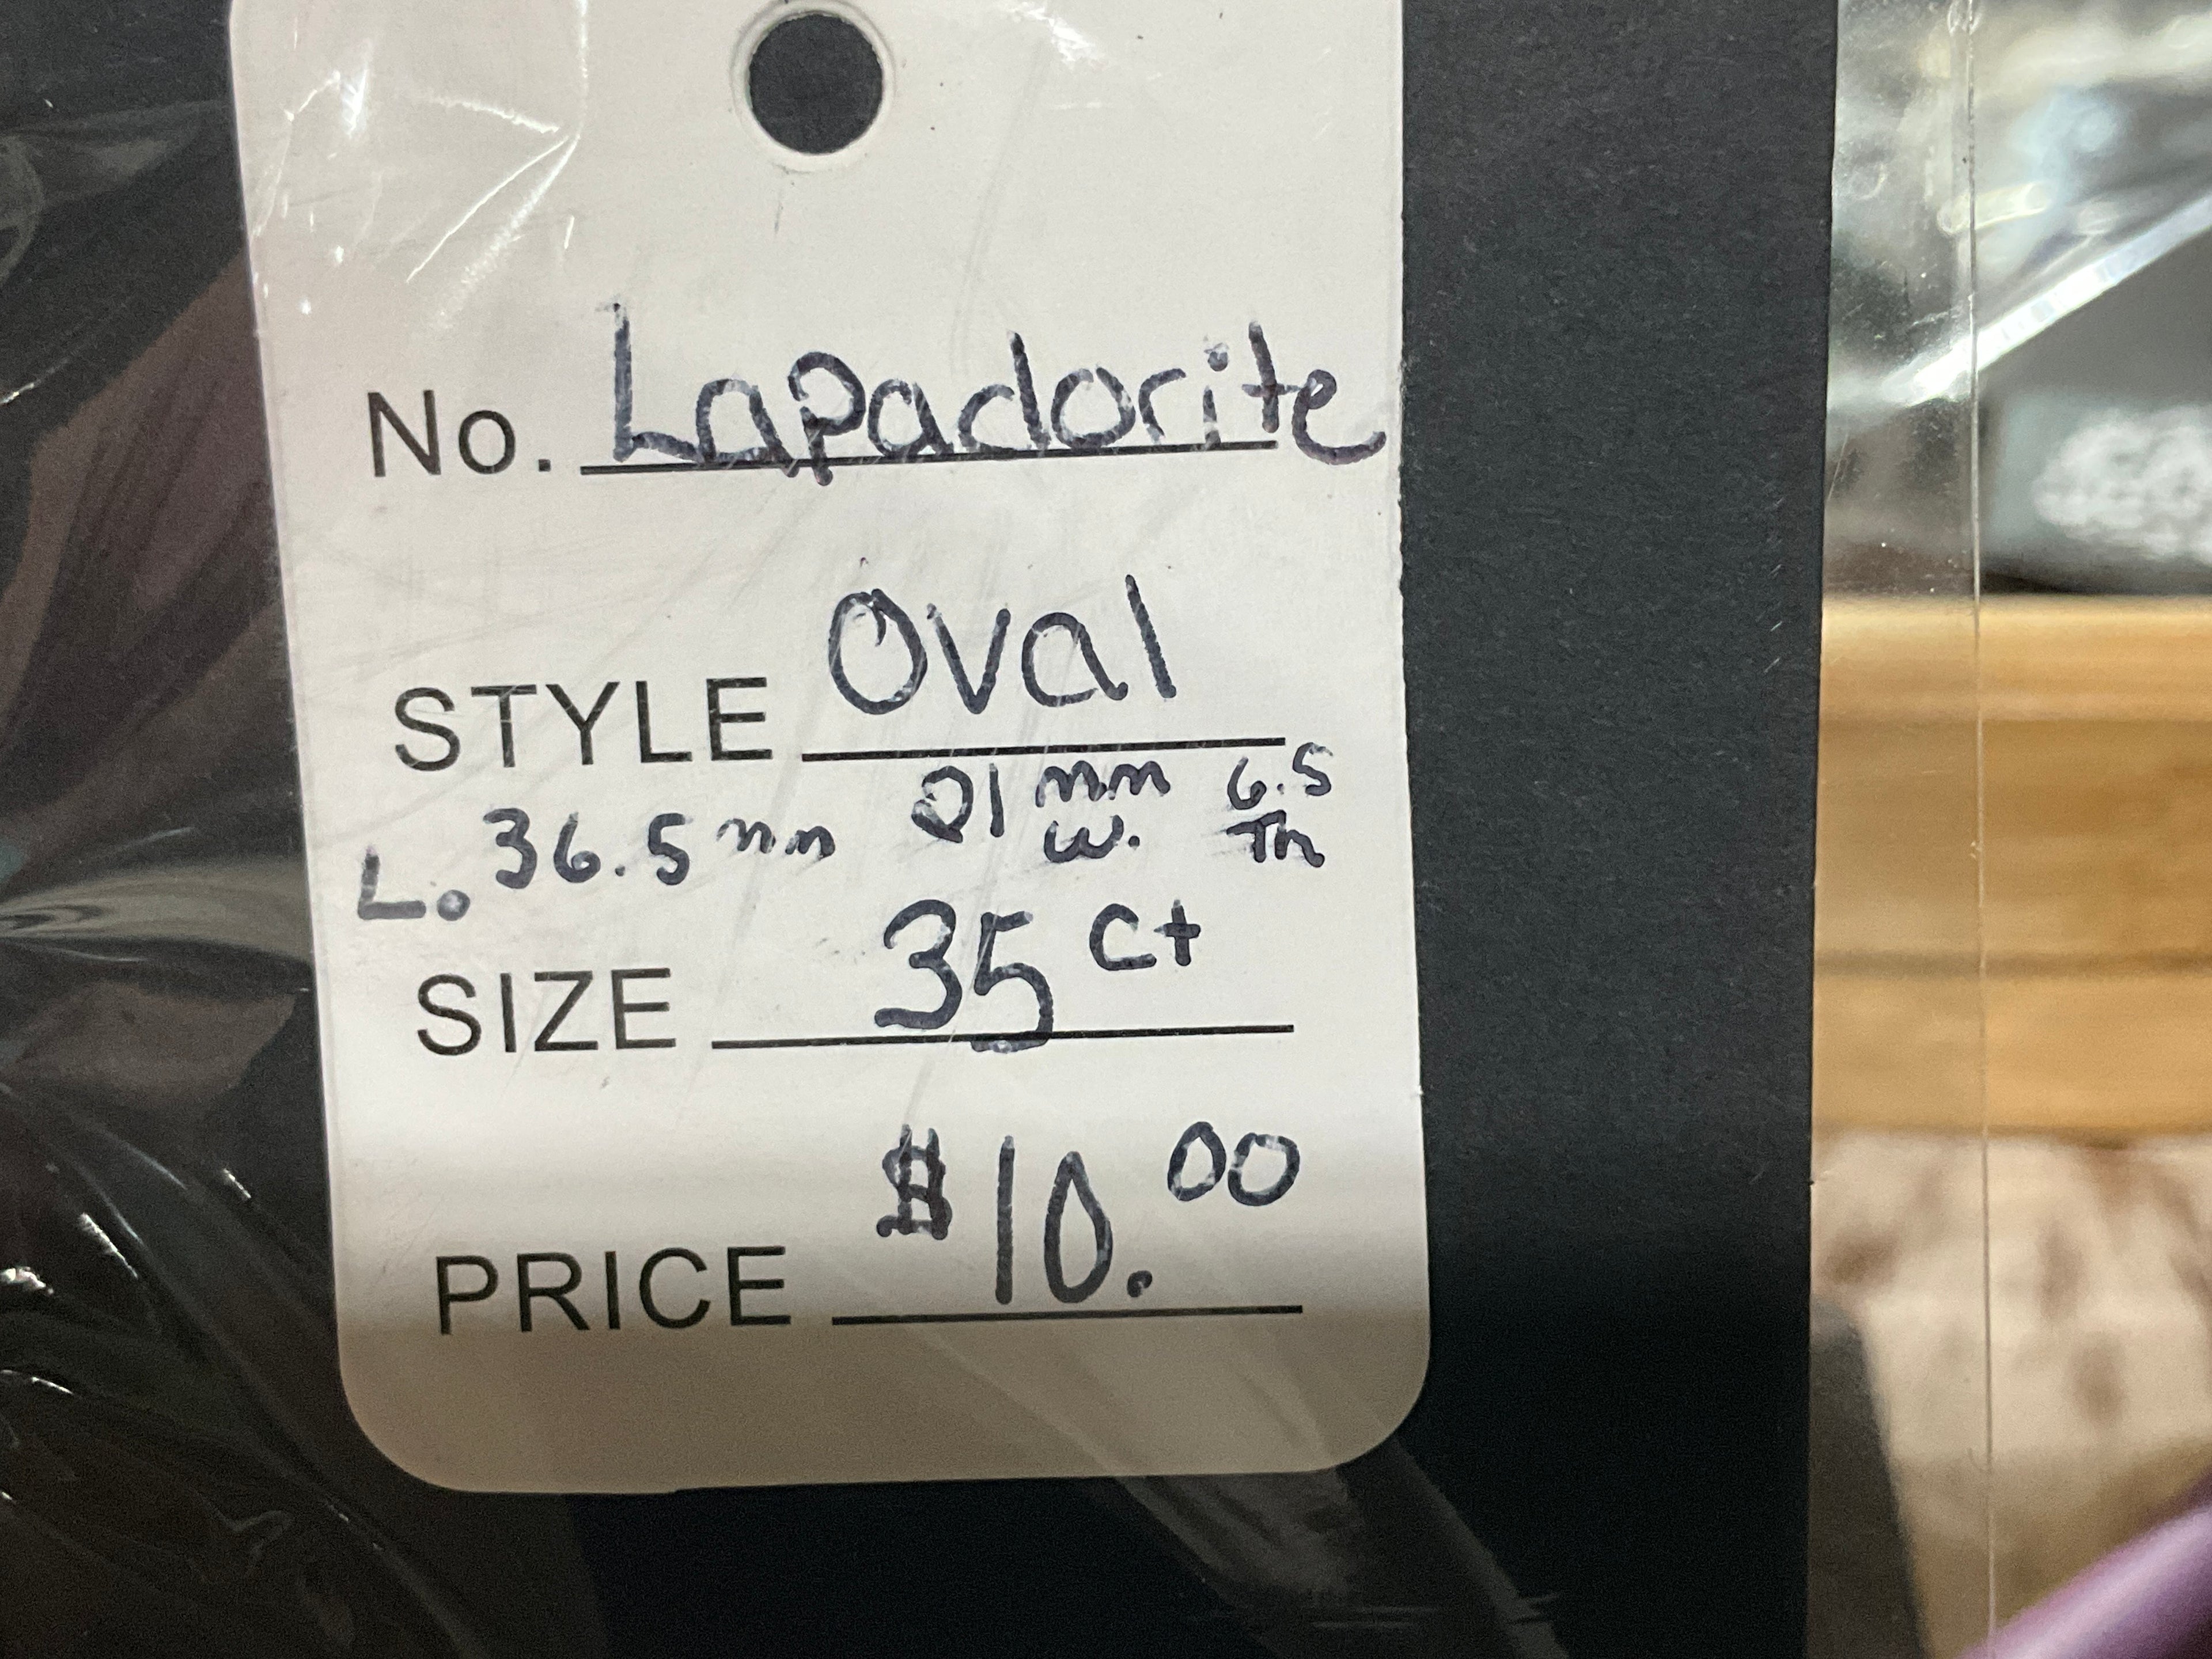 No. Lapadorite
STYLE Oval
L. 36.5 mm 21 mm w. 6.5 Th
SIZE 35 ct
PRICE $10.00